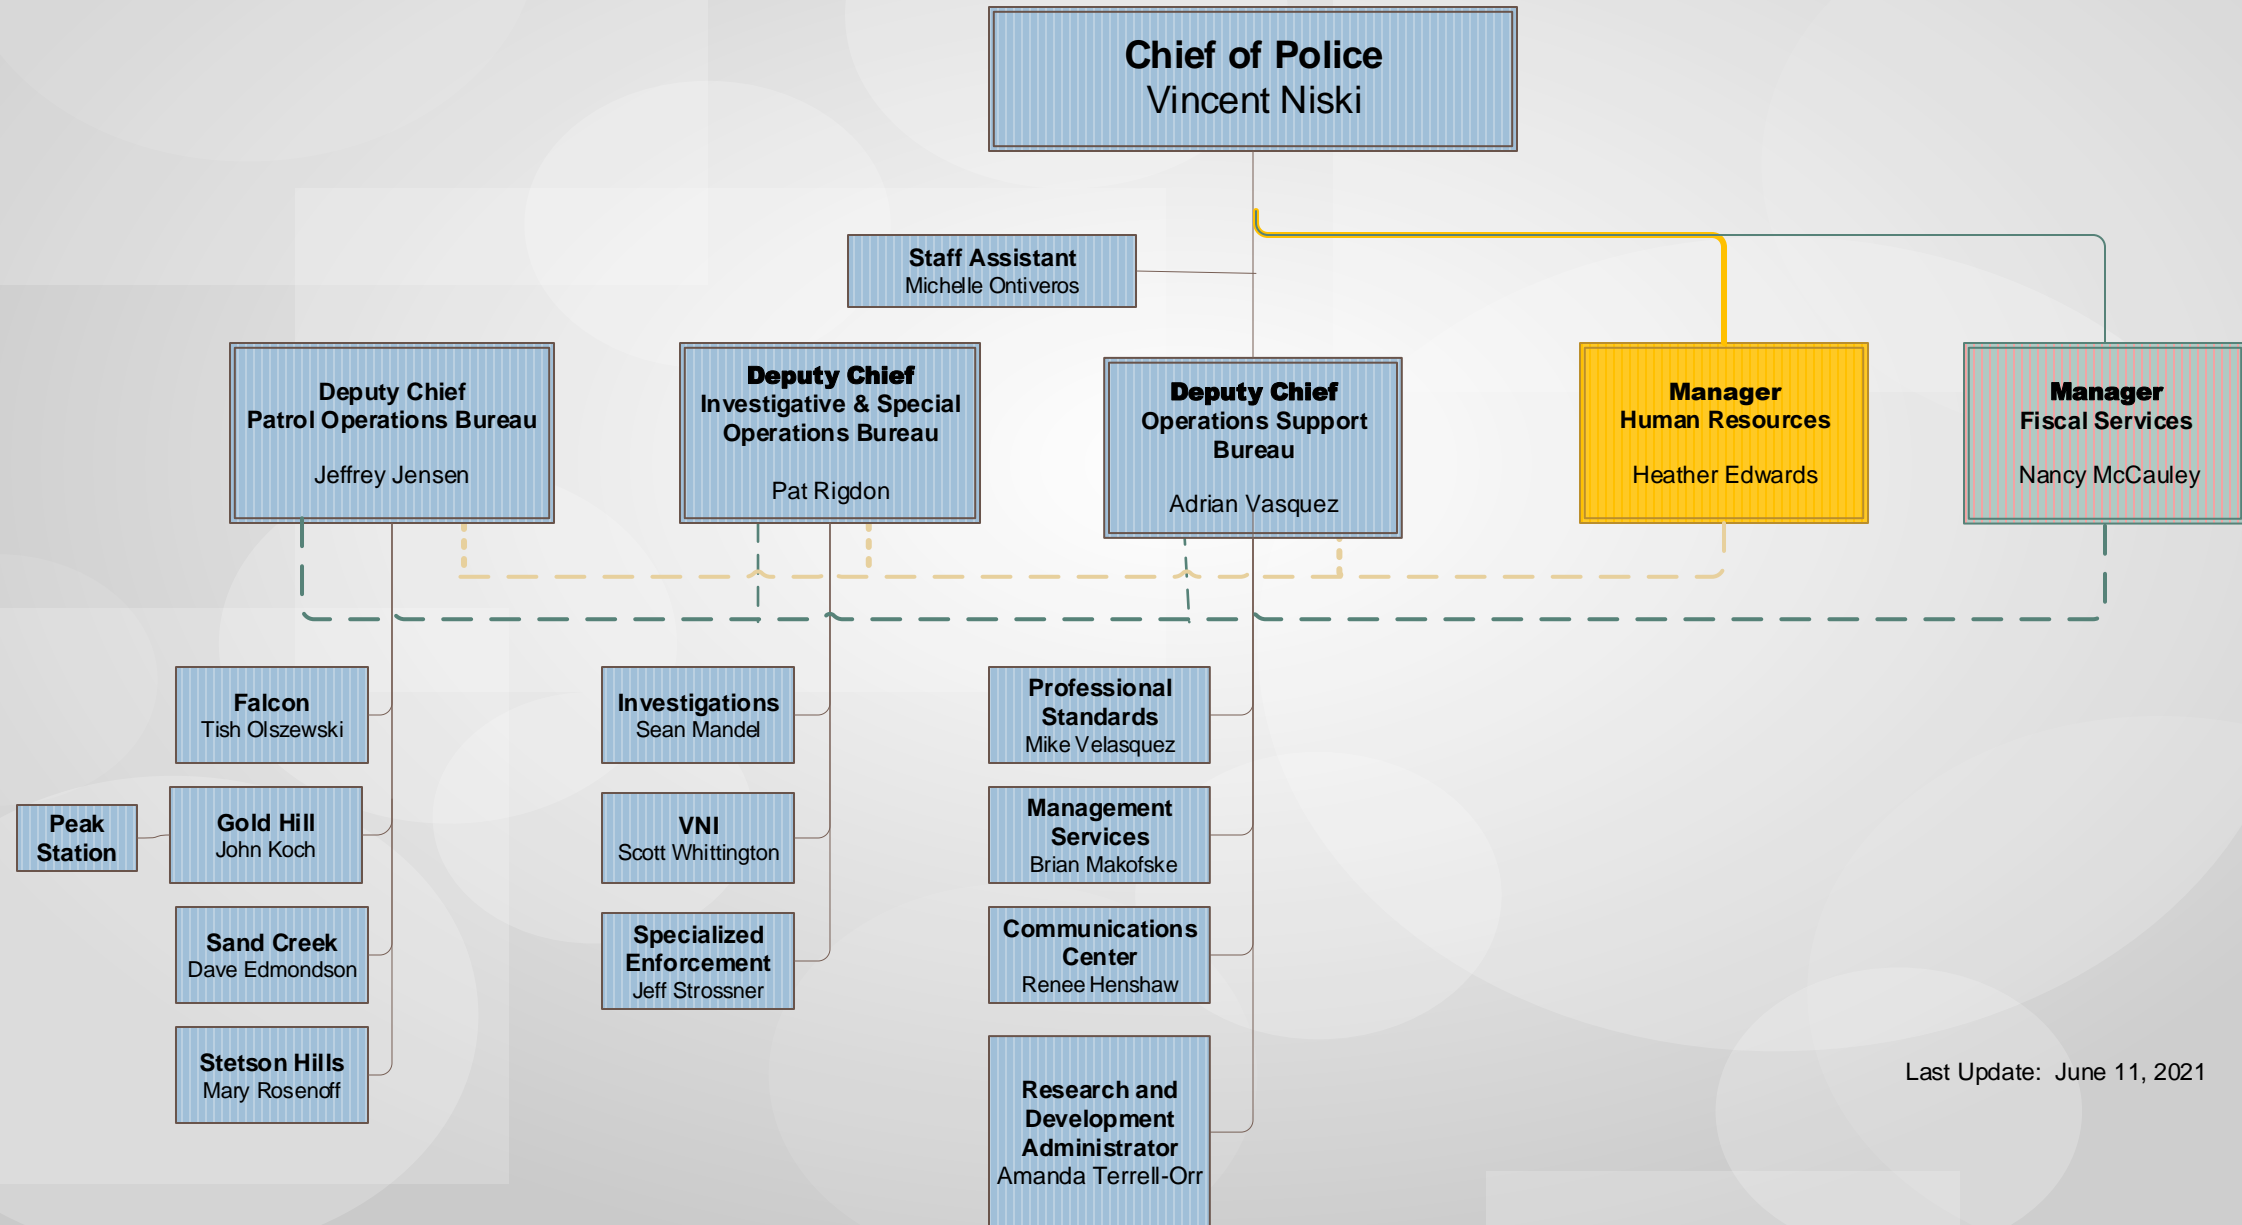 Chief of Police
Vincent Niski
Staff Assistant
Michelle Ontiveros
Deputy Chief
Patrol Operations Bureau
Jeffrey Jensen
Deputy Chief
Investigative & Special
Operations Bureau
Pat Rigdon
Deputy Chief
Operations Support
Bureau
Adrian Vasquez
Manager
Human Resources
Heather Edwards
Manager
Fiscal Services
Nancy McCauley
Falcon
Tish Olszewski
Peak
Station
Gold Hill
John Koch
Sand Creek
Dave Edmondson
Stetson Hills
Mary Rosenoff
Investigations
Sean Mandel
VNI
Scott Whittington
Specialized
Enforcement
Jeff Strossner
Professional
Standards
Mike Velasquez
Management
Services
Brian Makofske
Communications
Center
Renee Henshaw
Research and
Development
Administrator
Amanda Terrell-Orr
Last Update:  June 11, 2021